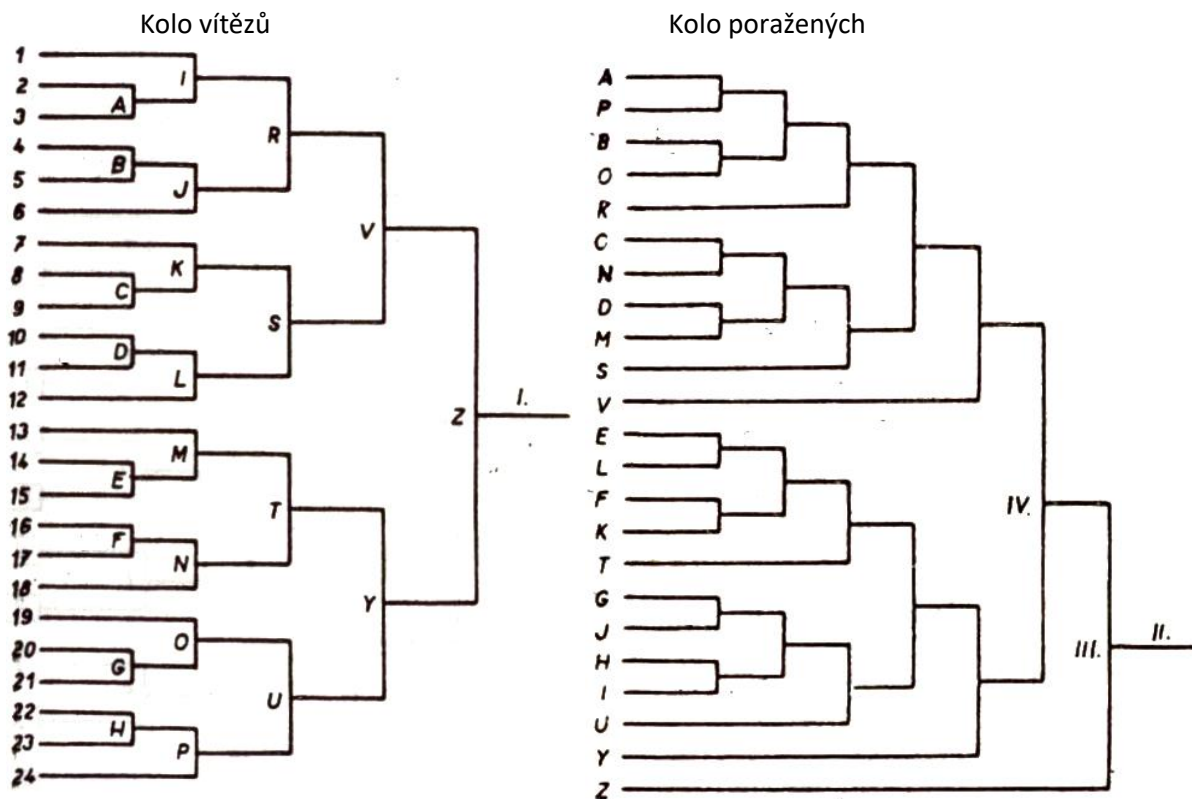 Kolo vítězů
1
2
3
4
5
6
7
8
9
10
11
12
13
14
15
16
17
18
19
20
21
22
23
24
A
B
C
D
E
F
G
H
I
J
K
L
M
N
O
P
R
S
T
U
V
Y
Z
I.
Kolo poražených
A
P
B
O
R
C
N
D
M
S
V
E
L
F
K
T
G
J
H
I
U
Y
Z
IV.
III.
II.